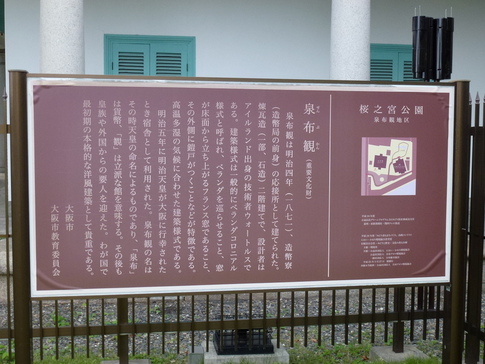 泉布観(重要文化財)
せんぷかん
泉布観は明治四年(一八七一)、造幣寮
(造幣局の前身)の応接所として建てられた。
煉瓦造(一部、石造)二階建てで、設計者は
アイルランド出身の技術者ウォートルスで
ある。建築様式は一般的にベランダコロニアル
様式と呼ばれ、ベランダを巡らせること、窓
が床面から立ち上がるフランス窓であること、
その外側に鎧戸がつくことなどが特徴である。
高温多湿の気候に合わせた建築様式である。
明治五年に明治天皇が大阪に行幸された
とき宿舎として利用された。泉布観の名は
その時天皇の命名によるものであり、「泉布」
は貨幣、「観」は立派な館を意味する。その後も
皇族や外国からの要人を迎えた。わが国で
最初期の本格的な洋風建築として貴重である。
大阪市
大阪市教育委員会
桜之宮公園
泉布観地区